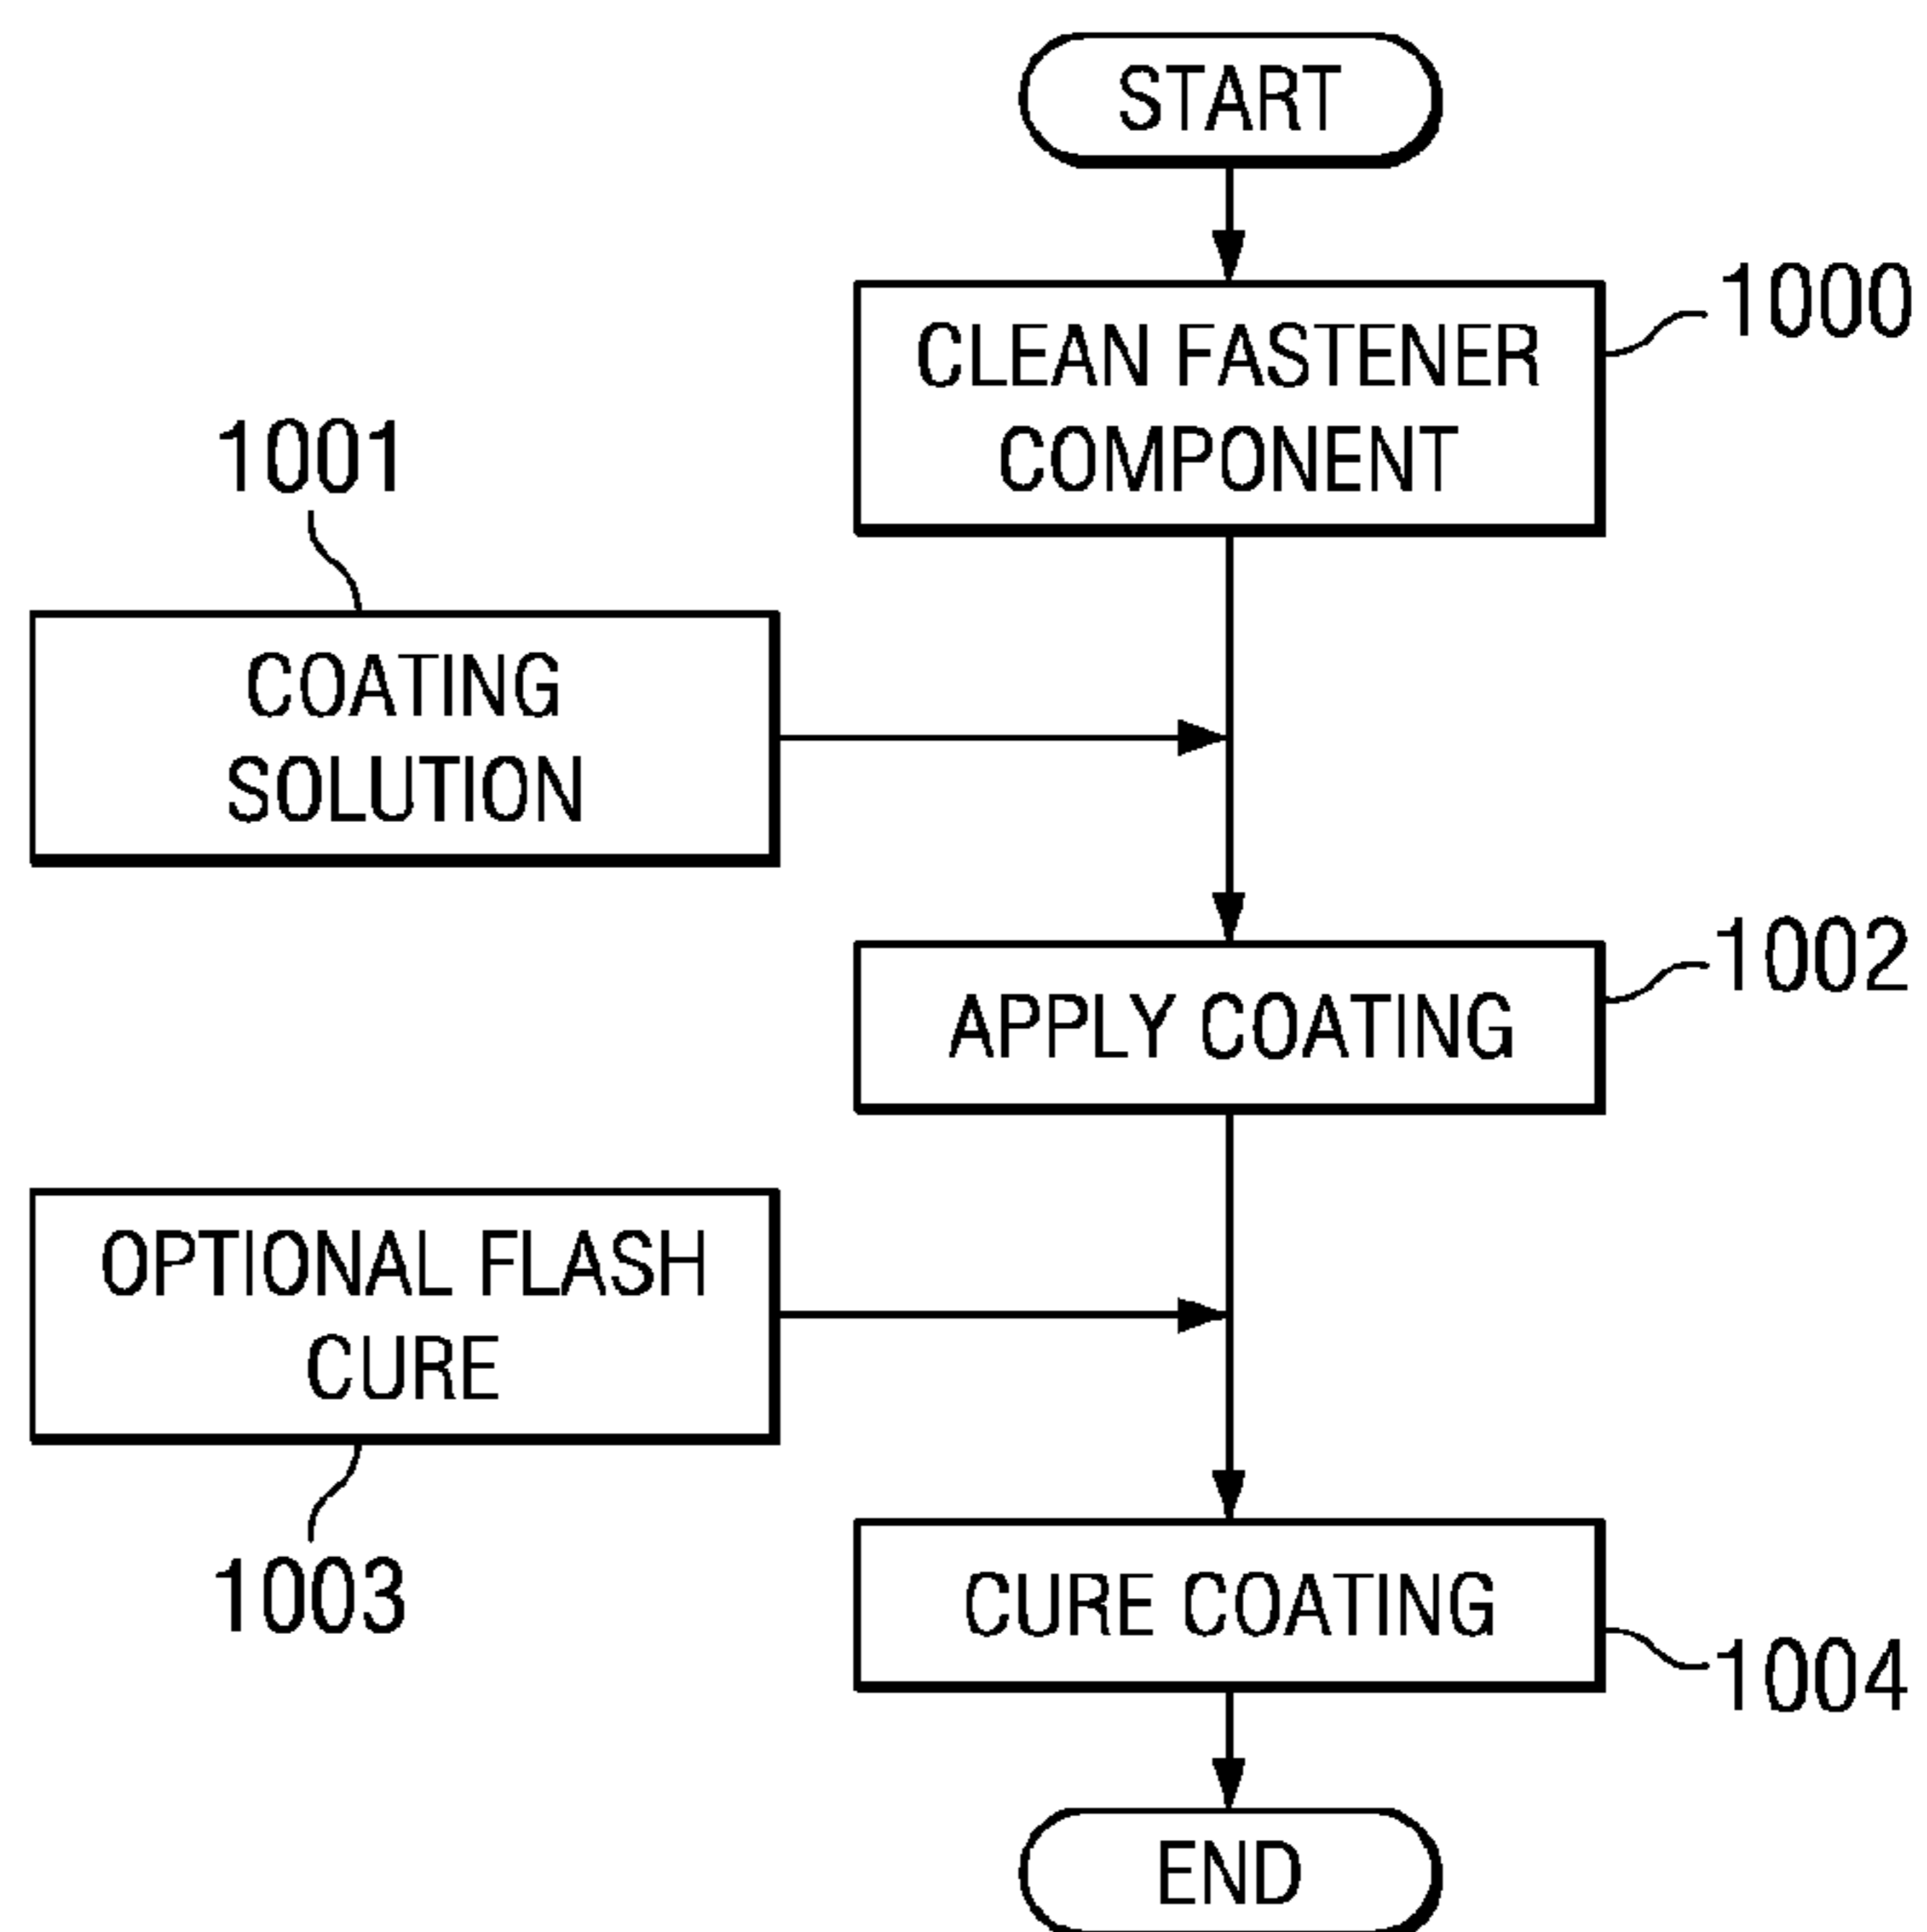 START
CLEAN FASTENER
COMPONENT
1000
1001
COATING
SOLUTION
APPLY COATING
1002
OPTIONAL FLASH
CURE
1003
CURE COATING
1004
END